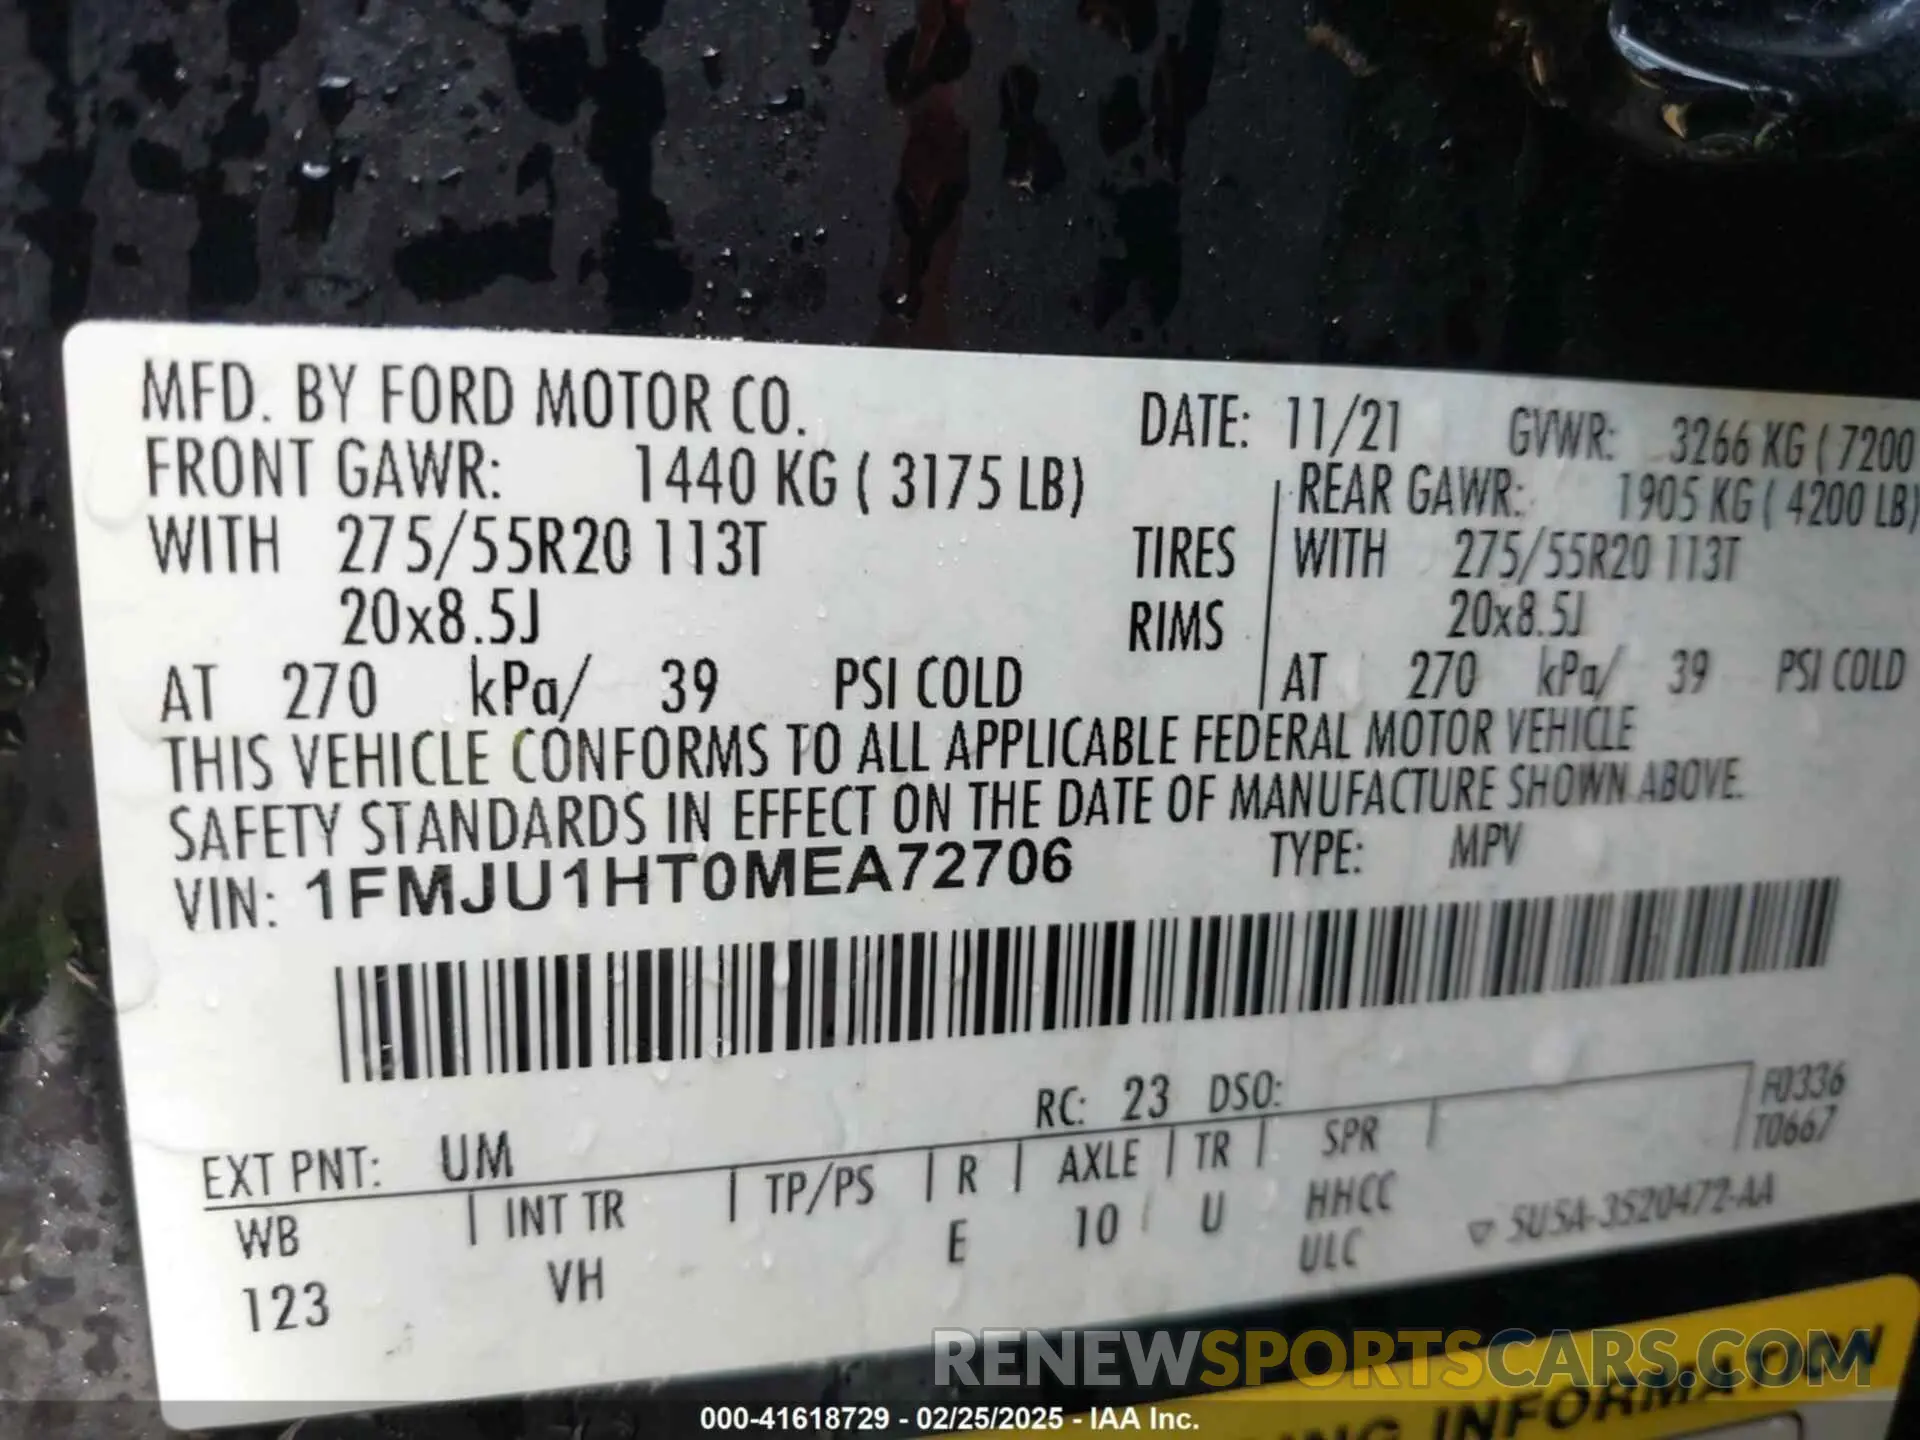 MFD. BY FORD MOTOR CO. DATE: 11/21 GVWR: 3266 KG ( 7200
FRONT GAWR: 1440 KG ( 3175 LB) REAR GAWR: 1905 KG ( 4200 LB)
WITH 275/55R20 113T TIRES WITH 275/55R20 113T
20x8.5J RIMS 20x8.5J
AT 270 kPa/ 39 PSI COLD AT 270 kPa/ 39 PSI COLD
THIS VEHICLE CONFORMS TO ALL APPLICABLE FEDERAL MOTOR VEHICLE
SAFETY STANDARDS IN EFFECT ON THE DATE OF MANUFACTURE SHOWN ABOVE.
VIN: 1FMJU1HT0MEA72706 TYPE: MPV
RC: 23 DSO: F0336
T0667
EXT PNT: UM
WB INT TR TP/PS R AXLE TR SPR
123 VH E 10 U HHCC
ULC
5USA-3520472-AA
RENEWSPORTSCARS.COM
INFORMATION
000-41618729 - 02/25/2025 - IAA Inc.